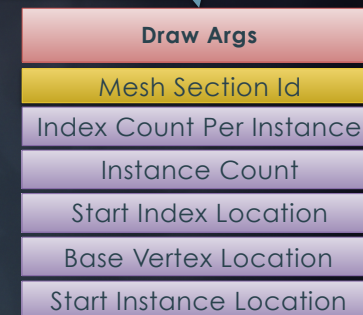 Draw Args
Mesh Section Id
Index Count Per Instance
Instance Count
Start Index Location
Base Vertex Location
Start Instance Location